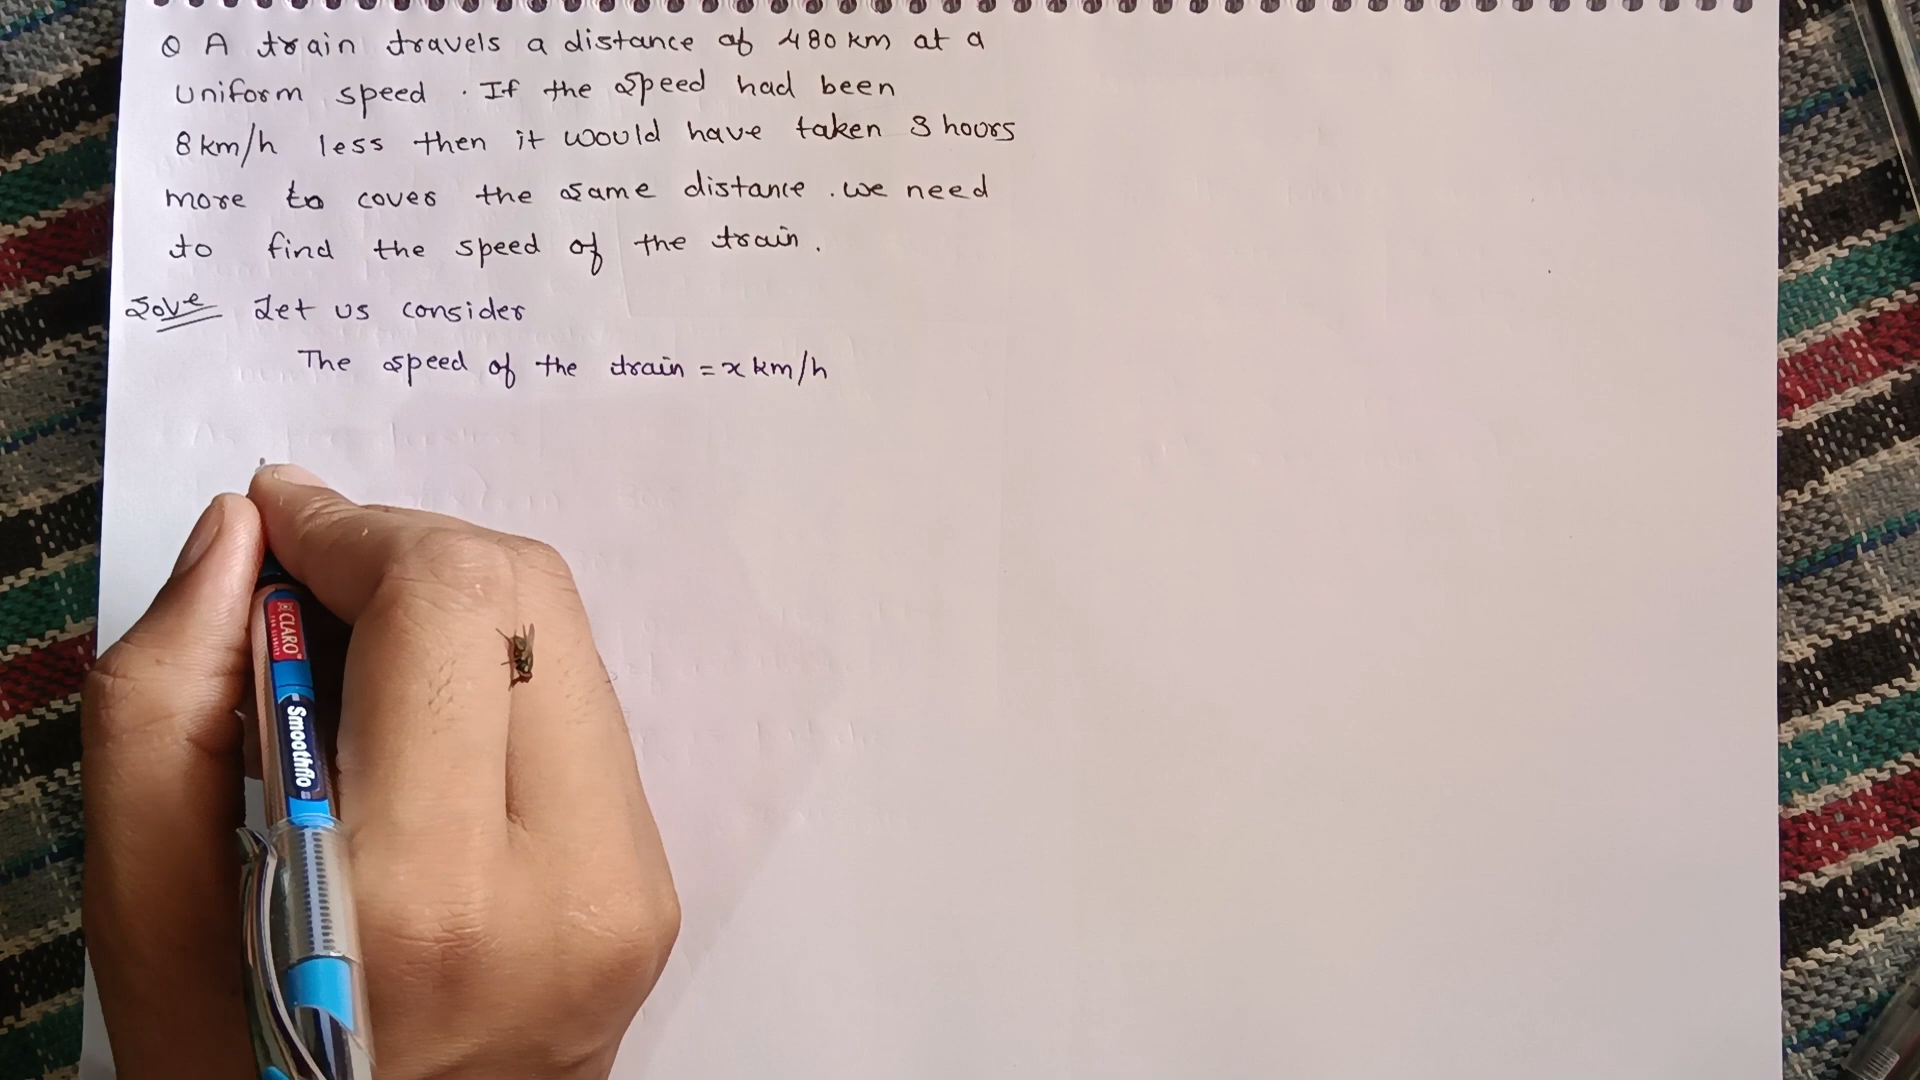 Q A train travels a distance of 480 km at a
uniform speed . If the speed had been
8 km/h less then it would have taken 3 hours
more to cover the same distance . we need
to find the speed of the train .
Solve Let us consider
The speed of the train = x km/h
CLARO
Smoothflo